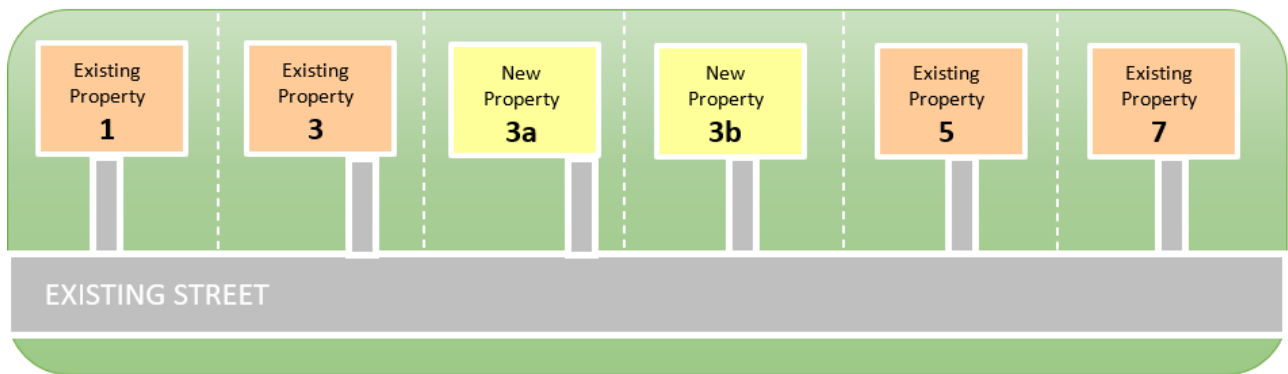 Existing
Property
1
Existing
Property
3
New
Property
3a
New
Property
3b
Existing
Property
5
Existing
Property
7
EXISTING STREET